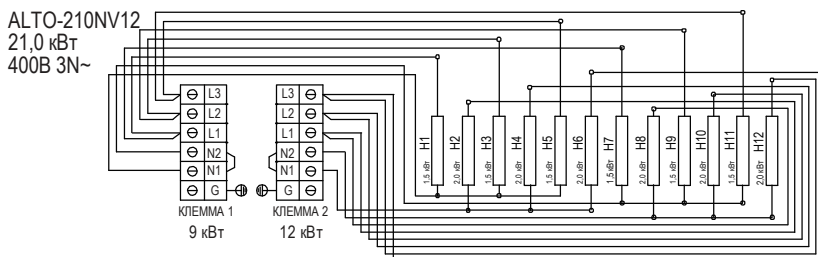 ALTO-210NV12
21,0 кВт
400В 3N~
L3 L3
L2 L2
L1 L1
N2 N2
N1 N1
G G
КЛЕММА 1
9 кВт
КЛЕММА 2
12 кВт
H1
1,5 кВт
H2
2,0 кВт
H3
1,5 кВт
H4
2,0 кВт
H5
1,5 кВт
H6
2,0 кВт
H7
1,5 кВт
H8
2,0 кВт
H9
1,5 кВт
H10
2,0 кВт
H11
1,5 кВт
H12
2,0 кВт